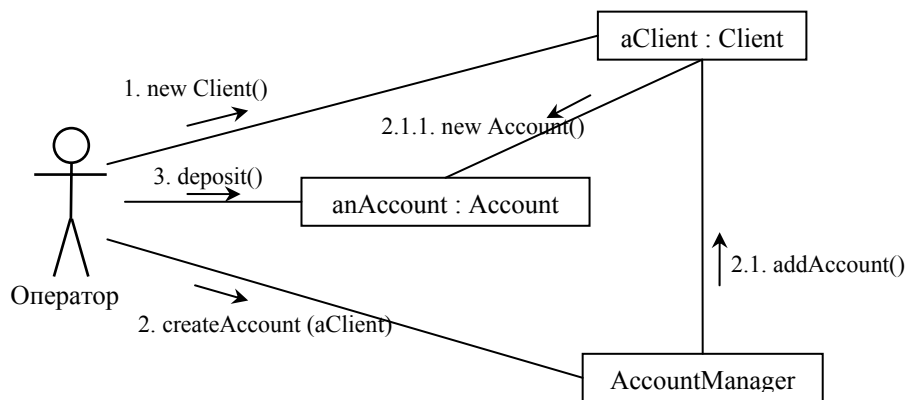 aClient : Client
1. new Client()
2.1.1. new Account()
3. deposit()
anAccount : Account
2.1. addAccount()
Оператор
2. createAccount (aClient)
AccountManager